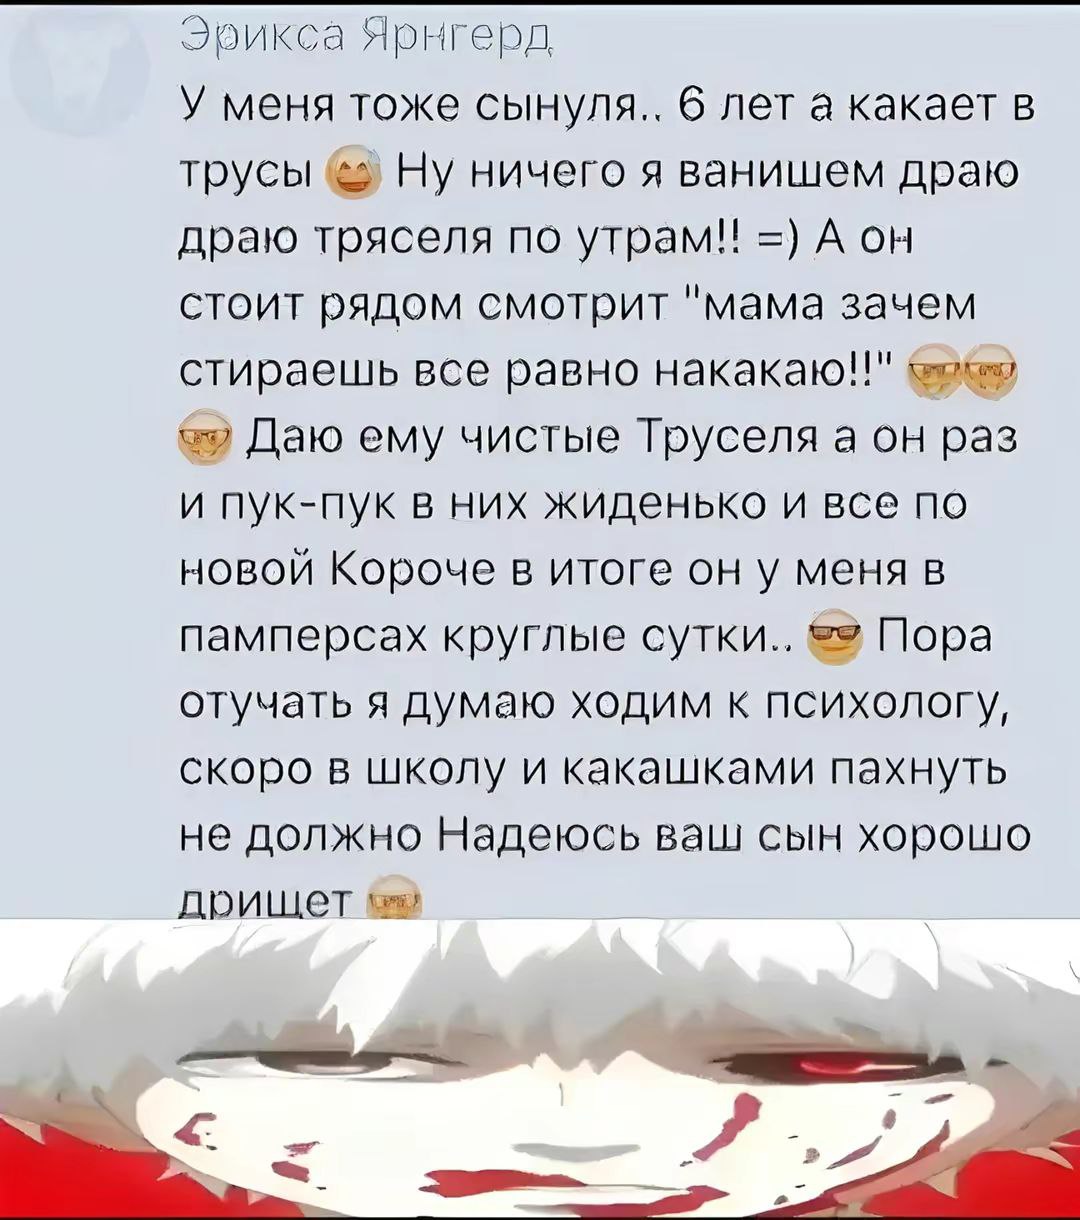 Эрикса Ярнгерд
У меня тоже сынуля.. 6 лет а какает в
трусы 😄 Ну ничего я ванишем драю
драю тряселя по утрам!! =) А он
стоит рядом смотрит "мама зачем
стираешь все равно накакаю!!" 🤓🤓
🤓 Даю ему чистые Труселя а он раз
и пук-пук в них жиденько и все по
новой Короче в итоге он у меня в
памперсах круглые сутки.. 😎 Пора
отучать я думаю ходим к психологу,
скоро в школу и какашками пахнуть
не должно Надеюсь ваш сын хорошо
дрищет 🤓